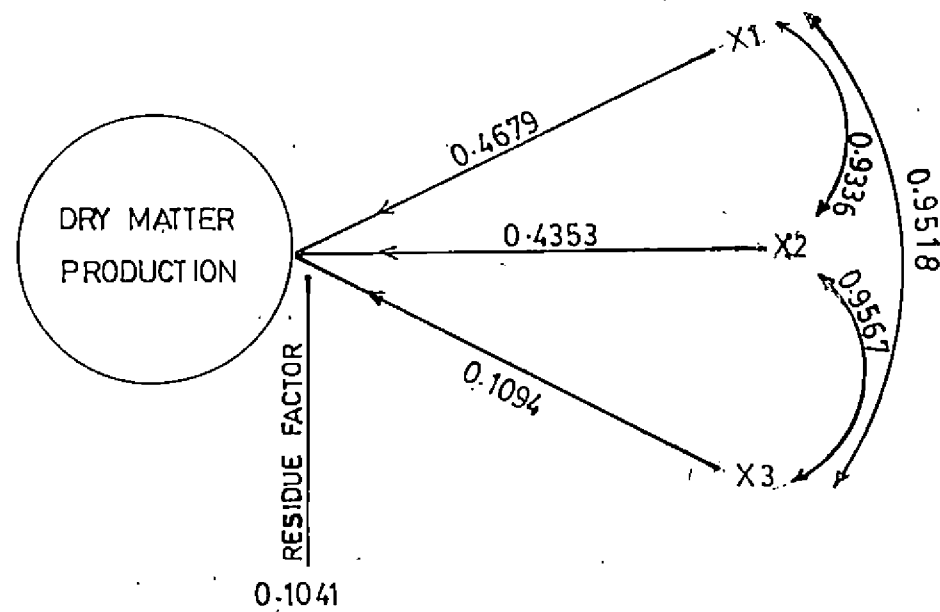 X1
0.4679
0.9336
0.9518
DRY MATTER
PRODUCTION
0.4353
X2
0.9567
0.1094
X3
RESIDUE FACTOR
0.1041